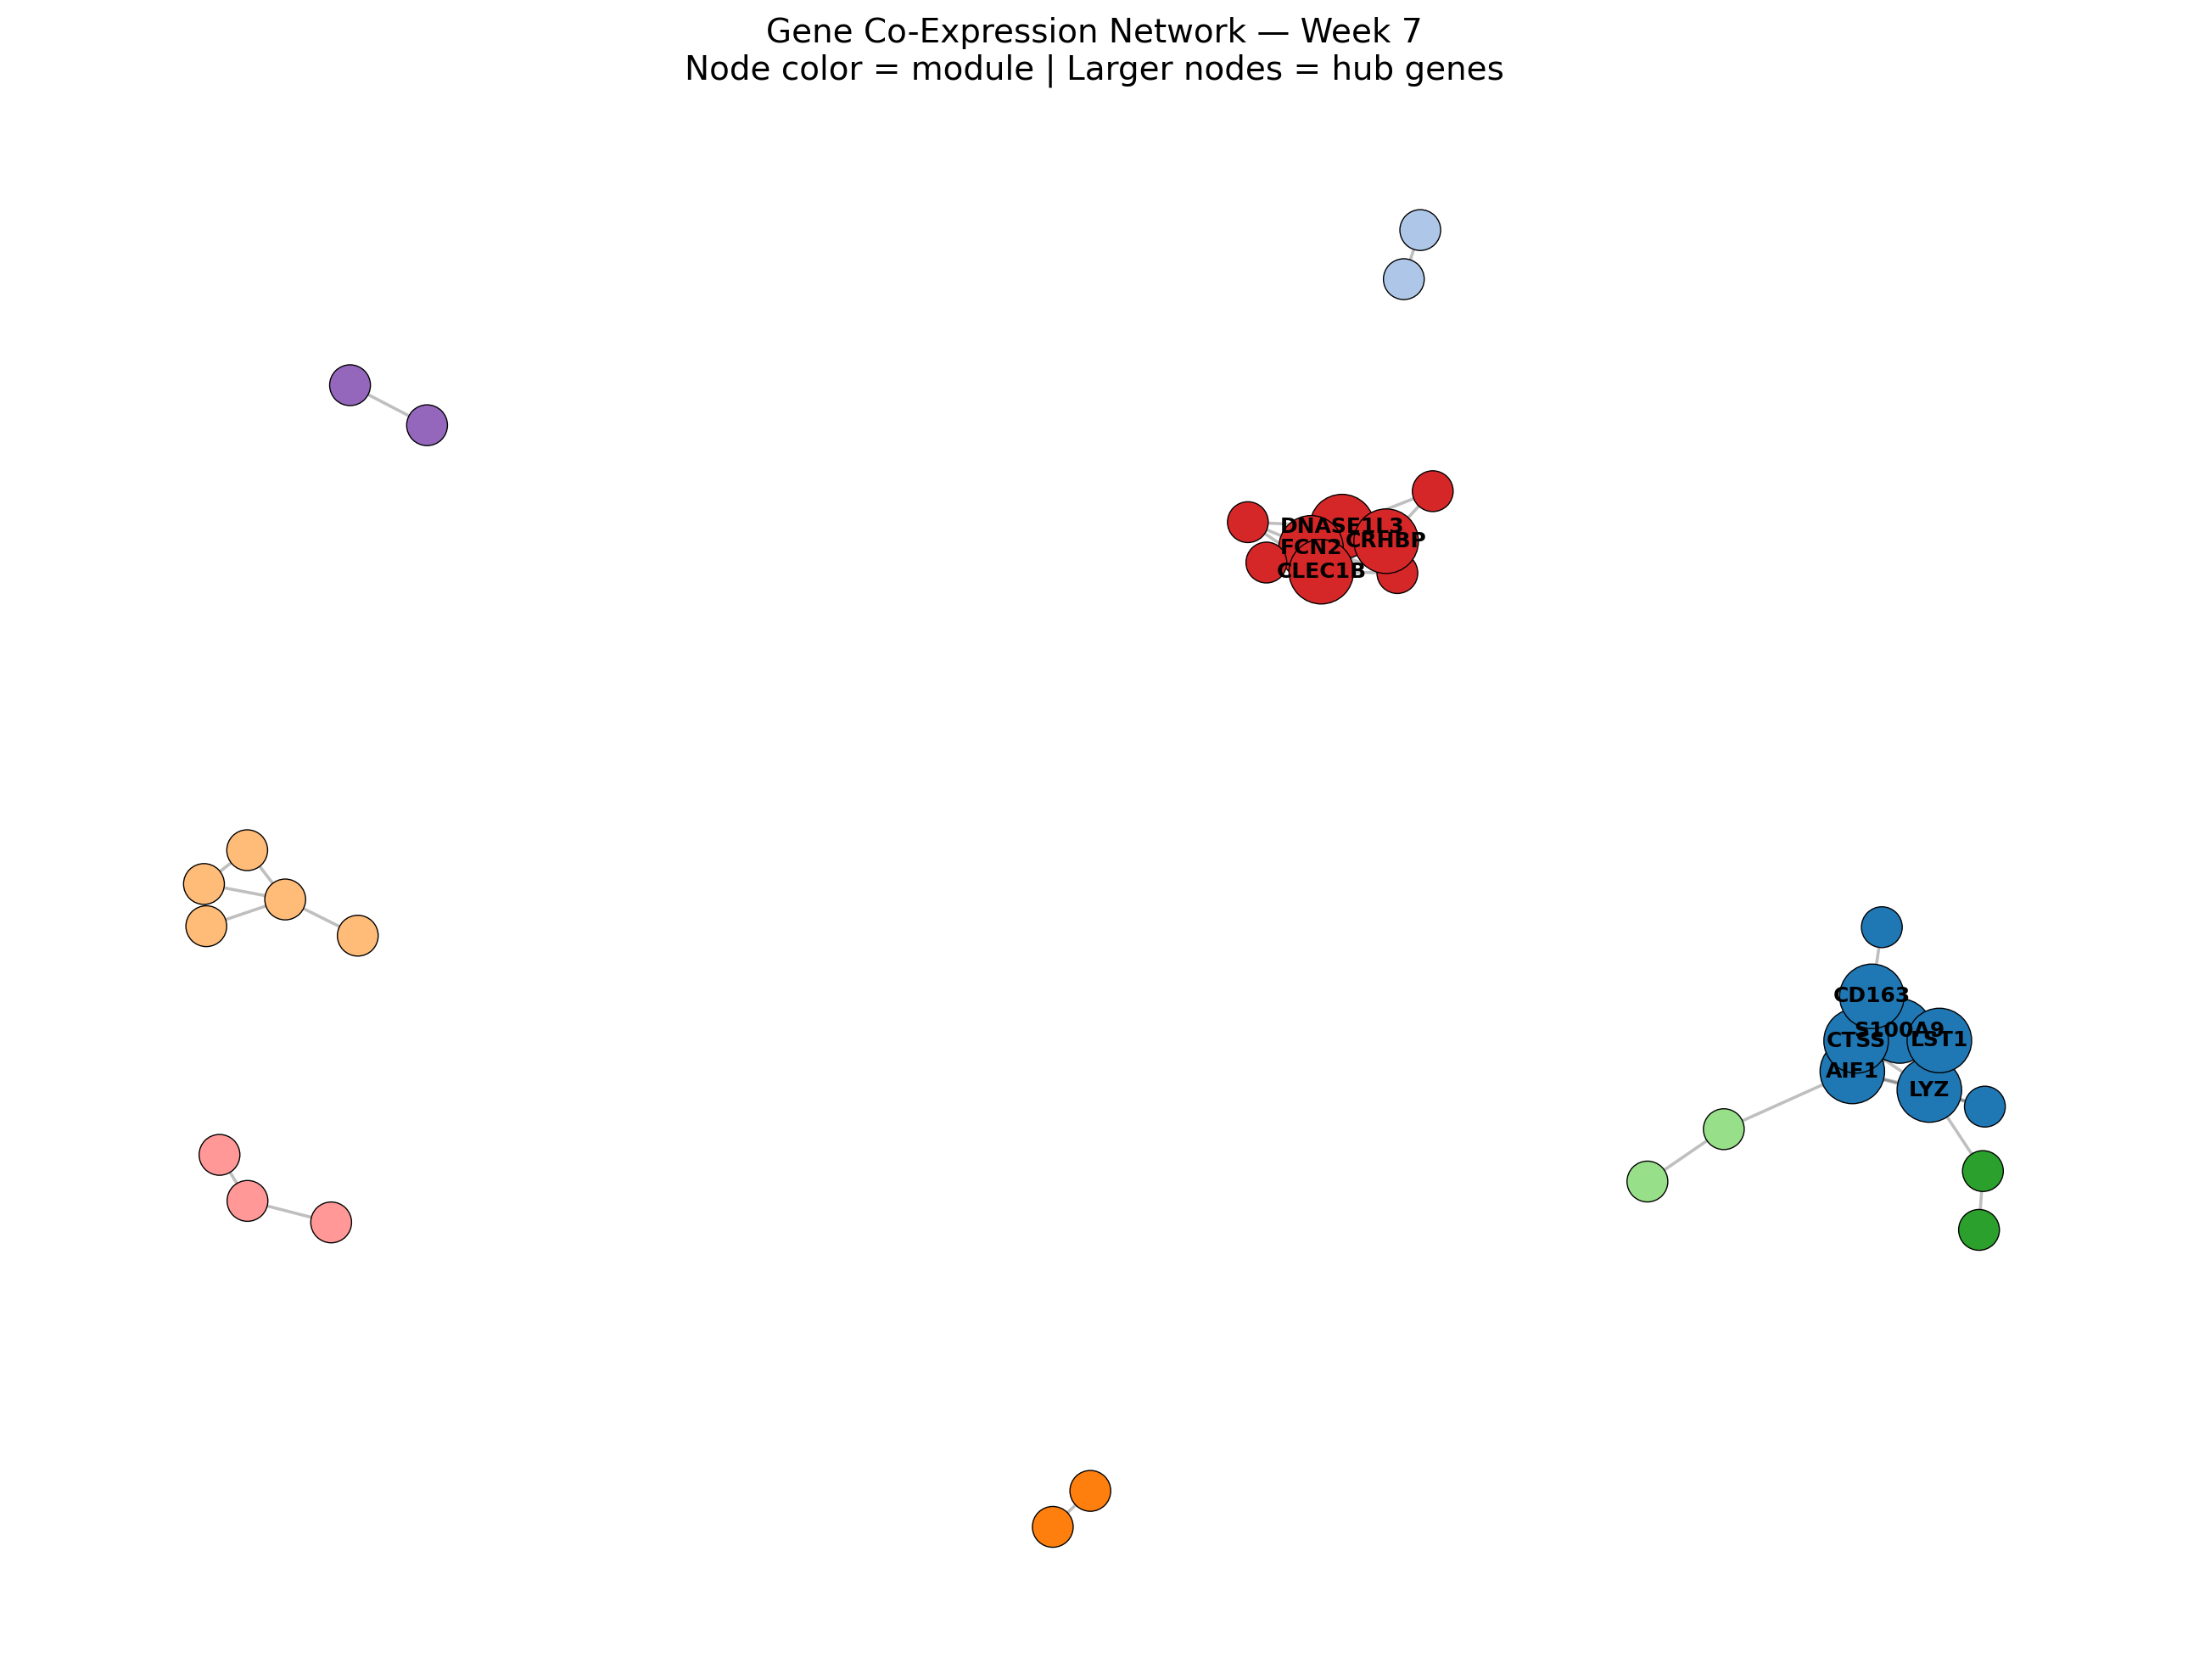 Gene Co-Expression Network — Week 7
Node color = module | Larger nodes = hub genes
DNASE1L3
CRHBP
FCN2
CLEC1B
CD163
S100A9
CTSS
LST1
AIF1
LYZ